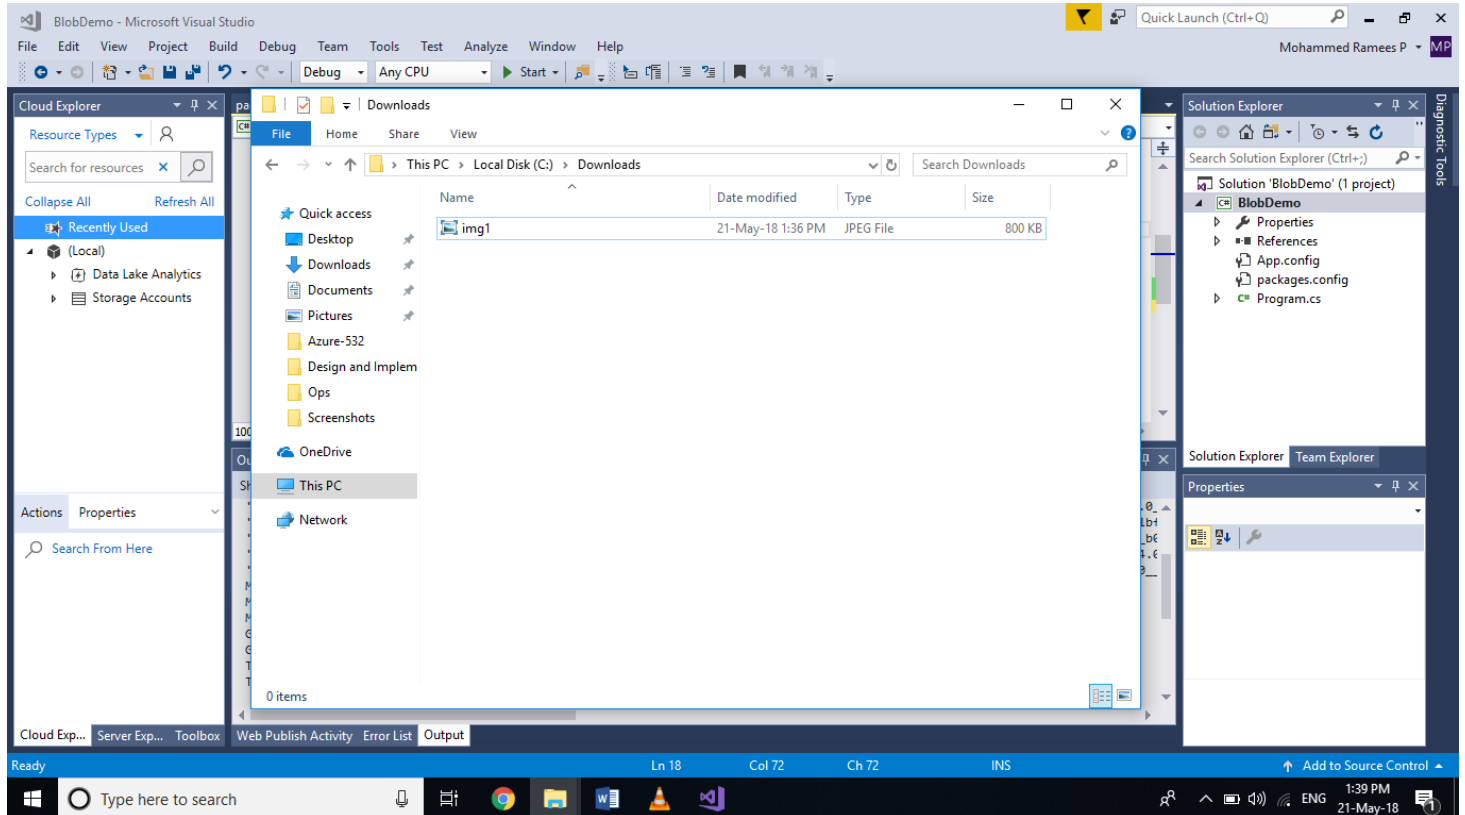 BlobDemo - Microsoft Visual Studio
Quick Launch (Ctrl+Q)
File Edit View Project Build Debug Team Tools Test Analyze Window Help
Mohammed Ramees P MP
Debug Any CPU Start
Cloud Explorer
Resource Types
Search for resources
Collapse All Refresh All
Recently Used
(Local)
Data Lake Analytics
Storage Accounts
Actions Properties
Search From Here
Cloud Exp... Server Exp... Toolbox
pa
C#
100
Downloads
File Home Share View
This PC > Local Disk (C:) > Downloads
Search Downloads
Name Date modified Type Size
img1 21-May-18 1:36 PM JPEG File 800 KB
Quick access
Desktop
Downloads
Documents
Pictures
Azure-532
Design and Implem
Ops
Screenshots
OneDrive
This PC
Network
0 items
Web Publish Activity Error List Output
Solution Explorer
Search Solution Explorer (Ctrl+;)
Solution 'BlobDemo' (1 project)
C# BlobDemo
Properties
References
App.config
packages.config
C# Program.cs
Solution Explorer Team Explorer
Properties
Diagnostic Tools
Ready Ln 18 Col 72 Ch 72 INS Add to Source Control
Type here to search
ENG
1:39 PM
21-May-18
1